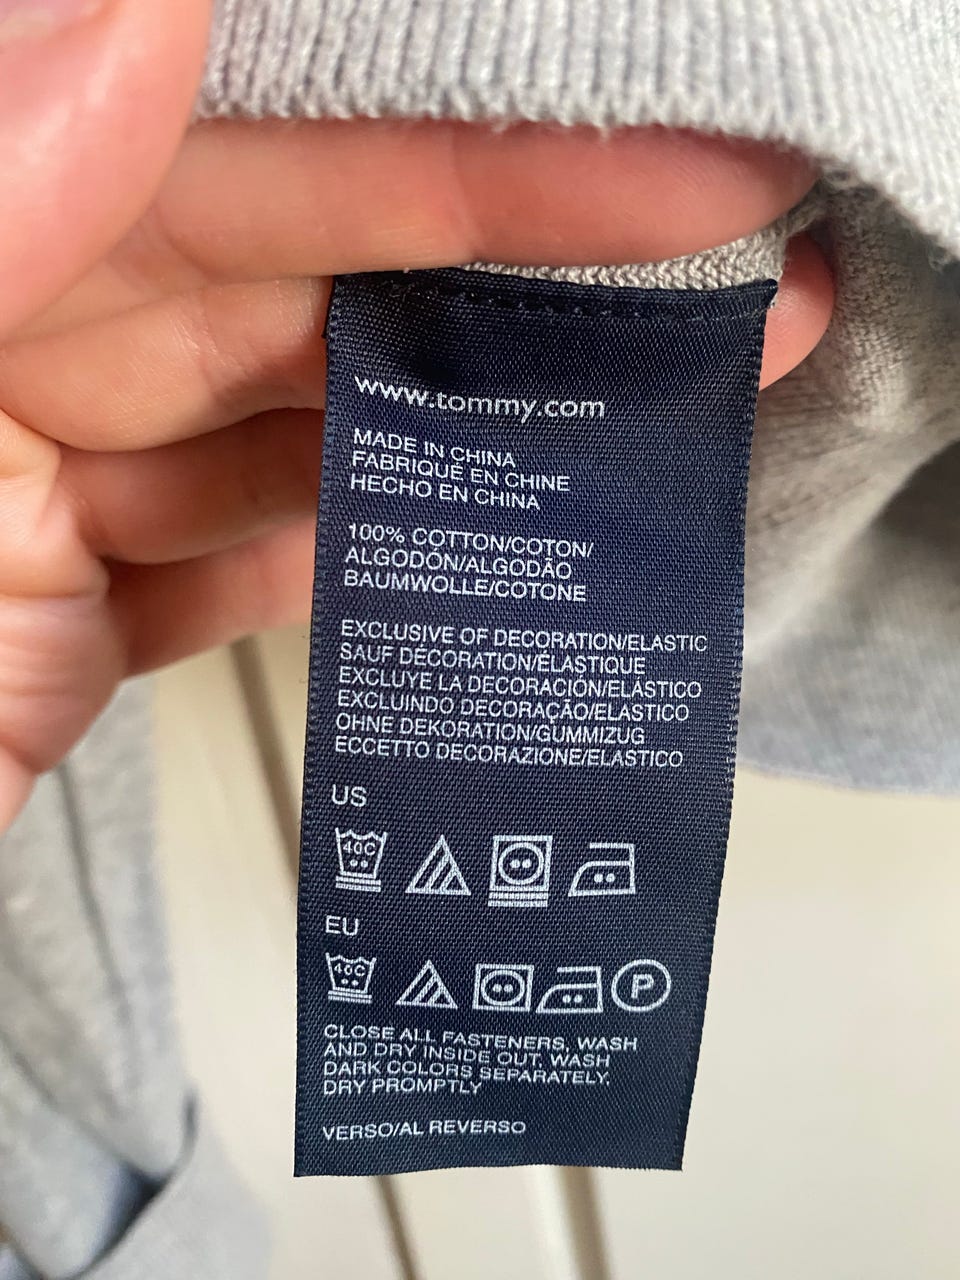 www.tommy.com
MADE IN CHINA
FABRIQUÉ EN CHINE
HECHO EN CHINA
100% COTTON/COTON/
ALGODÓN/ALGODÃO
BAUMWOLLE/COTONE
EXCLUSIVE OF DECORATION/ELASTIC
SAUF DÉCORATION/ÉLASTIQUE
EXCLUYE LA DECORACIÓN/ELÁSTICO
EXCLUINDO DECORAÇÃO/ELASTICO
OHNE DEKORATION/GUMMIZUG
ECCETTO DECORAZIONE/ELASTICO
US
40C
EU
40C P
CLOSE ALL FASTENERS, WASH
AND DRY INSIDE OUT. WASH
DARK COLORS SEPARATELY.
DRY PROMPTLY
VERSO/AL REVERSO